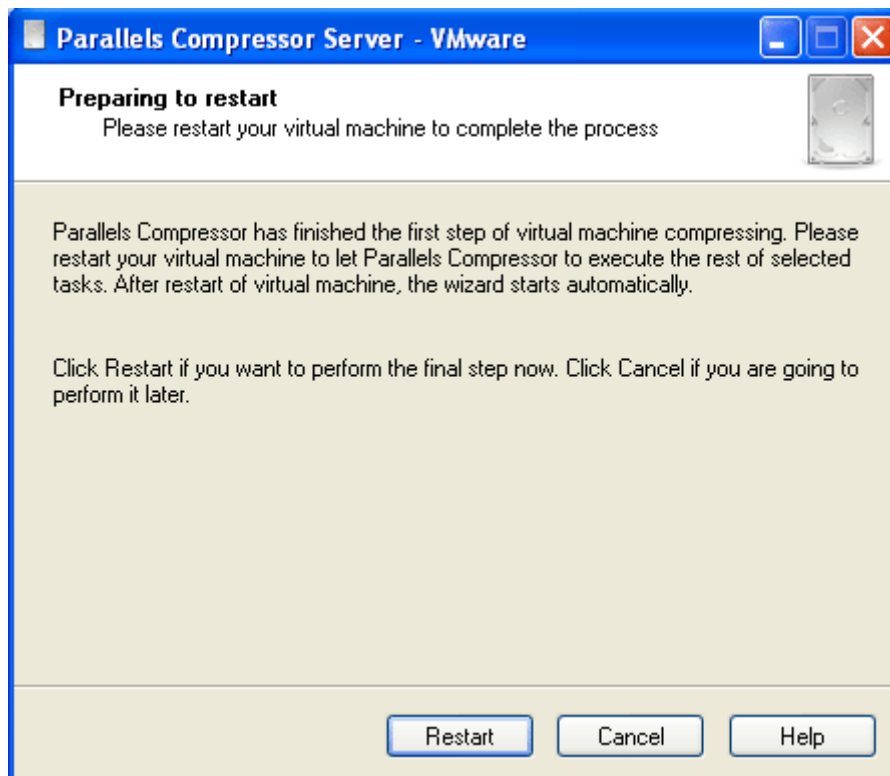 Parallels Compressor Server - VMware
Preparing to restart
Please restart your virtual machine to complete the process
Parallels Compressor has finished the first step of virtual machine compressing. Please
restart your virtual machine to let Parallels Compressor to execute the rest of selected
tasks. After restart of virtual machine, the wizard starts automatically.
Click Restart if you want to perform the final step now. Click Cancel if you are going to
perform it later.
Restart
Cancel
Help